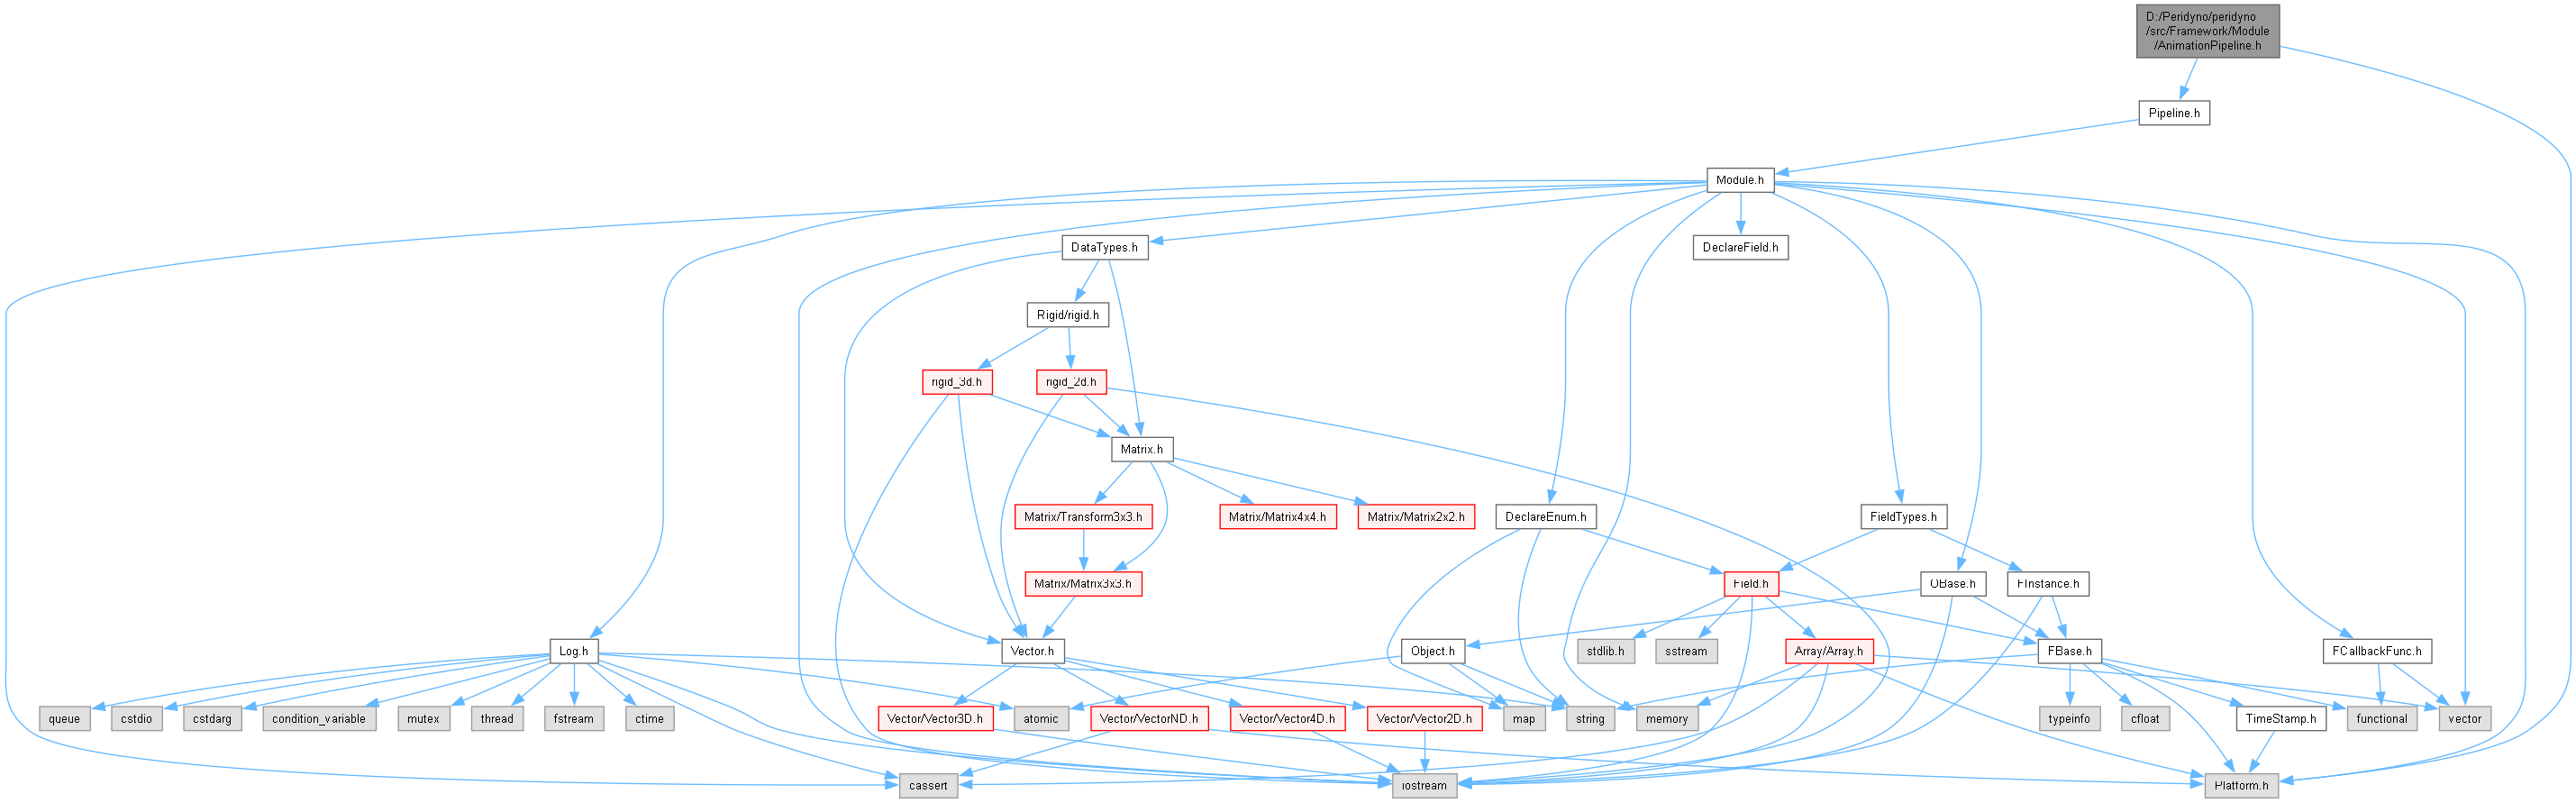 D:/Peridyno/peridyno
/src/Framework/Module
/AnimationPipeline.h
Pipeline.h
Module.h
DataTypes.h
DeclareField.h
Rigid/rigid.h
rigid_3d.h
rigid_2d.h
Matrix.h
Matrix/Transform3x3.h
Matrix/Matrix4x4.h
Matrix/Matrix2x2.h
DeclareEnum.h
FieldTypes.h
Matrix/Matrix3x3.h
Field.h
OBase.h
FInstance.h
Log.h
Vector.h
Object.h
stdlib.h
sstream
Array/Array.h
FBase.h
FCallbackFunc.h
queue
cstdio
cstdarg
condition_variable
mutex
thread
fstream
ctime
Vector/Vector3D.h
atomic
Vector/VectorND.h
Vector/Vector4D.h
Vector/Vector2D.h
map
string
memory
typeinfo
cfloat
TimeStamp.h
functional
vector
cassert
iostream
Platform.h